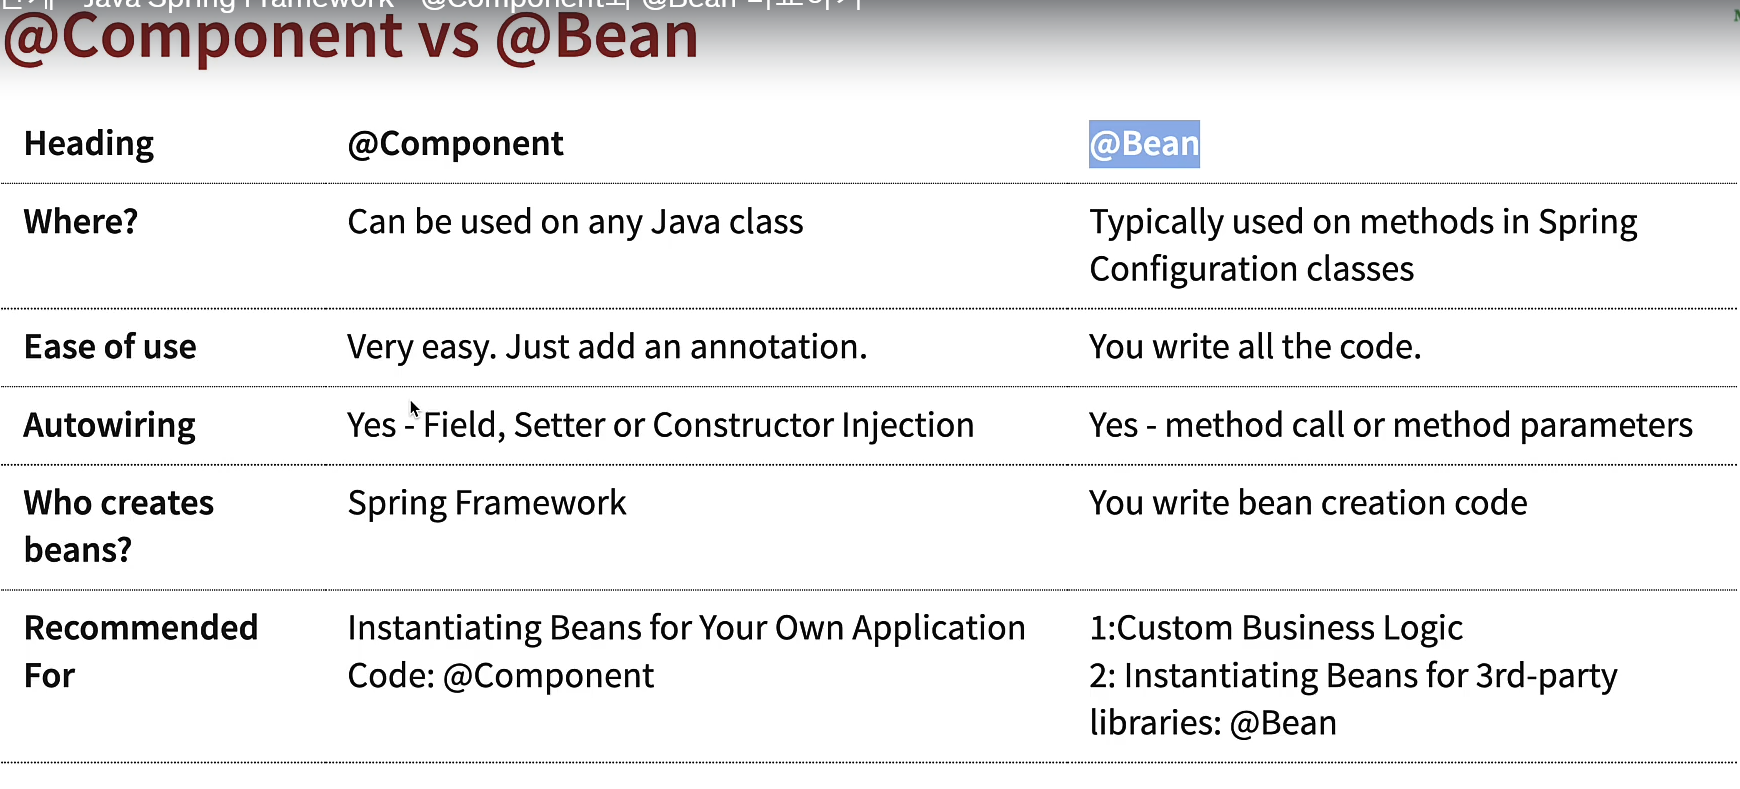 Java Spring Framework - @Component와 @Bean 비교하기
@Component vs @Bean
Heading @Component @Bean
Where? Can be used on any Java class Typically used on methods in Spring
Configuration classes
Ease of use Very easy. Just add an annotation. You write all the code.
Autowiring Yes - Field, Setter or Constructor Injection Yes - method call or method parameters
Who creates Spring Framework You write bean creation code
beans?
Recommended Instantiating Beans for Your Own Application 1:Custom Business Logic
For Code: @Component 2: Instantiating Beans for 3rd-party
libraries: @Bean